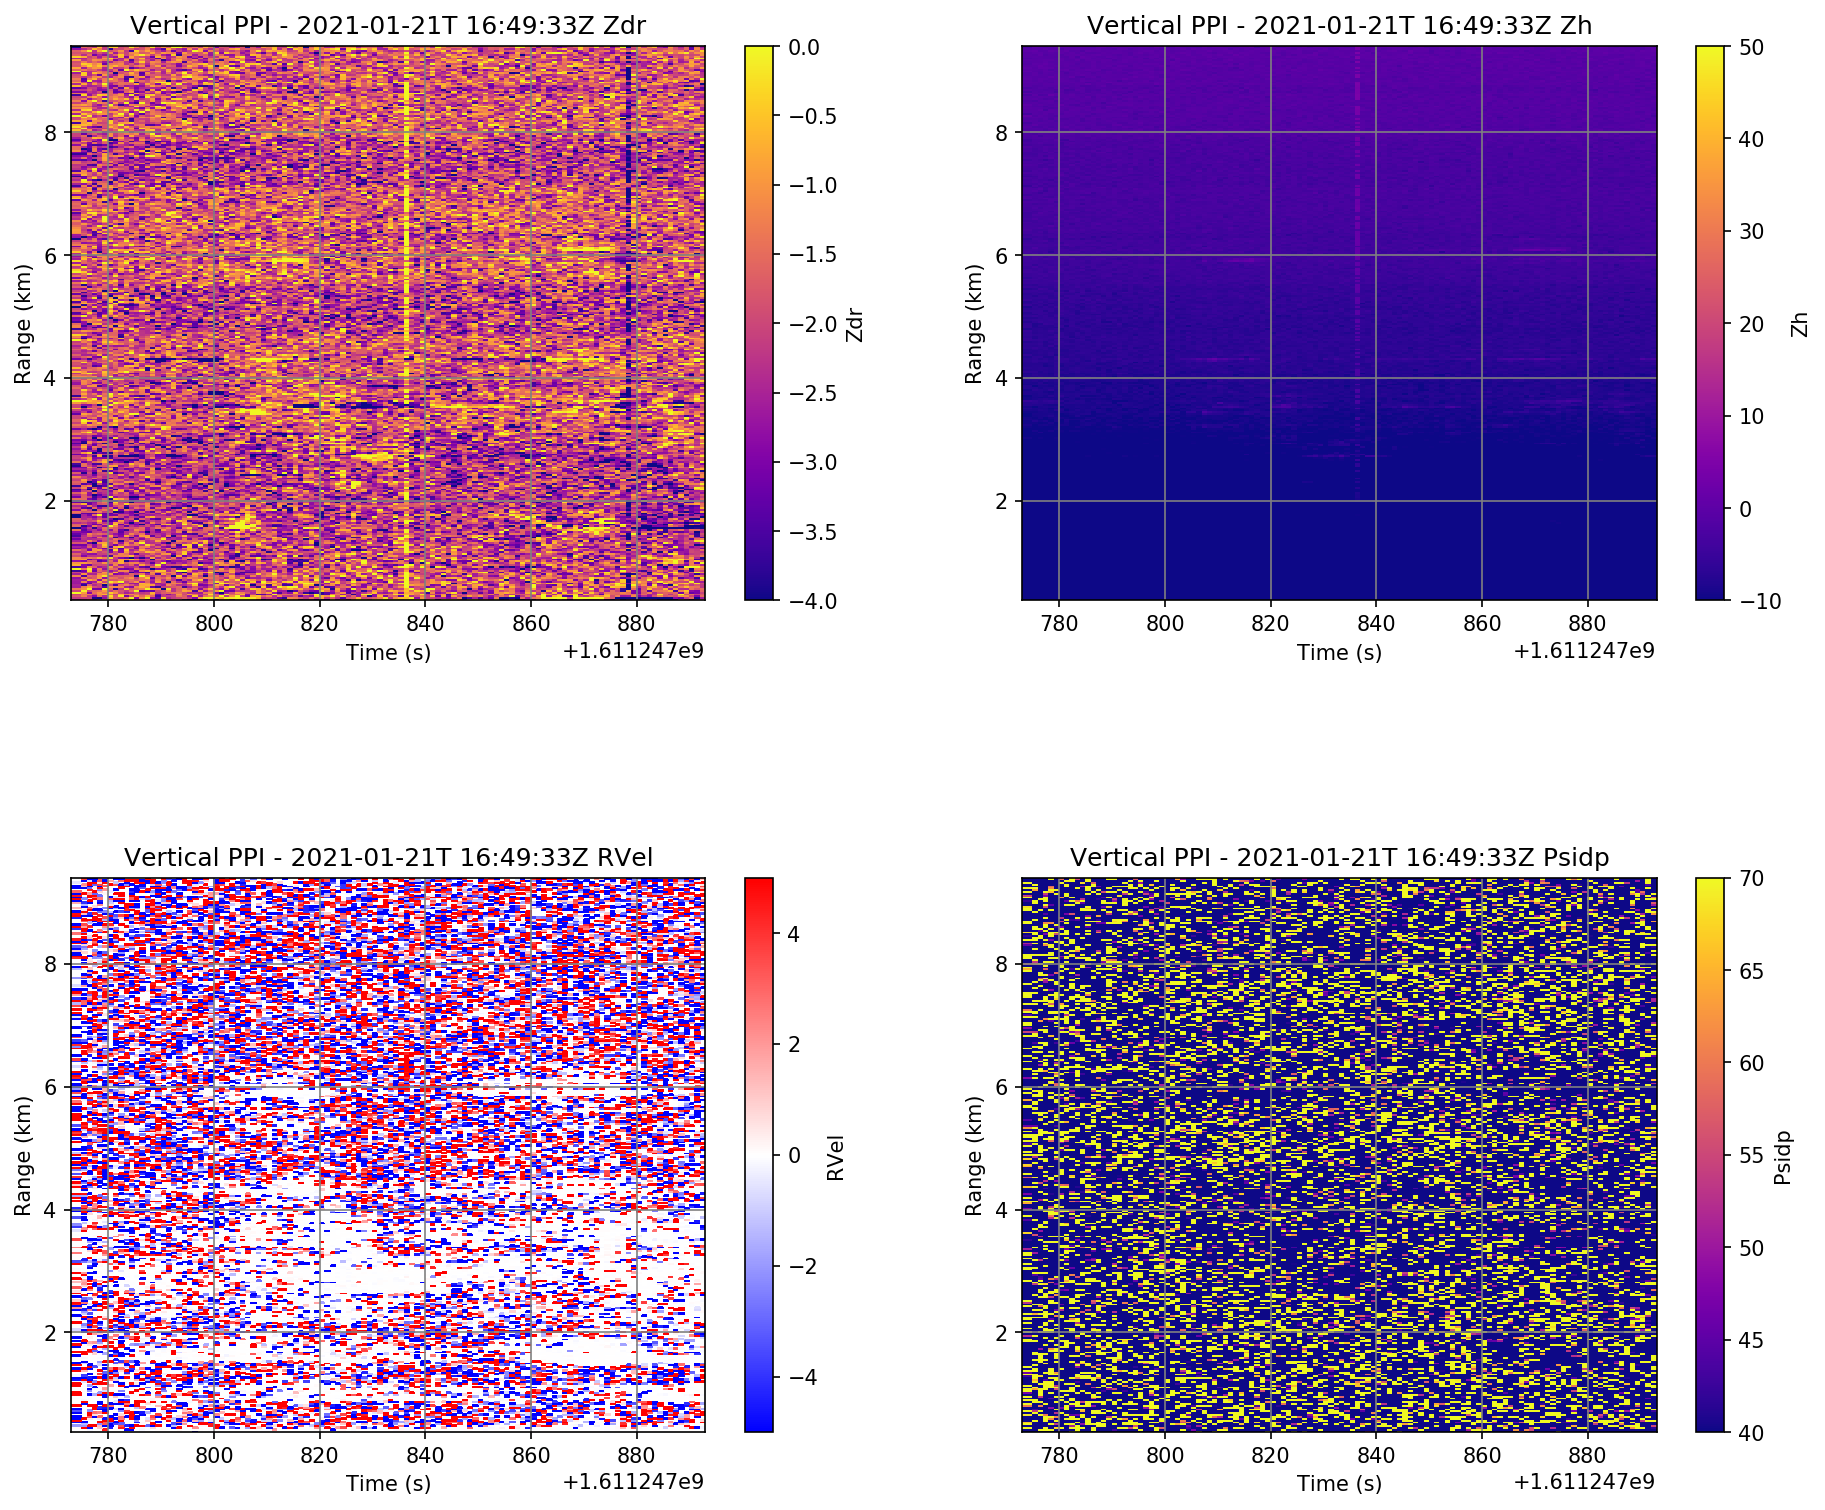 Vertical PPI - 2021-01-21T 16:49:33Z Zdr
8
6
4
2
Range (km)
780 800 820 840 860 880
Time (s)
+1.611247e9
0.0
−0.5
−1.0
−1.5
−2.0
−2.5
−3.0
−3.5
−4.0
Zdr
Vertical PPI - 2021-01-21T 16:49:33Z Zh
8
6
4
2
Range (km)
780 800 820 840 860 880
Time (s)
+1.611247e9
50
40
30
20
10
0
−10
Zh
Vertical PPI - 2021-01-21T 16:49:33Z RVel
8
6
4
2
Range (km)
780 800 820 840 860 880
Time (s)
+1.611247e9
4
2
0
−2
−4
RVel
Vertical PPI - 2021-01-21T 16:49:33Z Psidp
8
6
4
2
Range (km)
780 800 820 840 860 880
Time (s)
+1.611247e9
70
65
60
55
50
45
40
Psidp